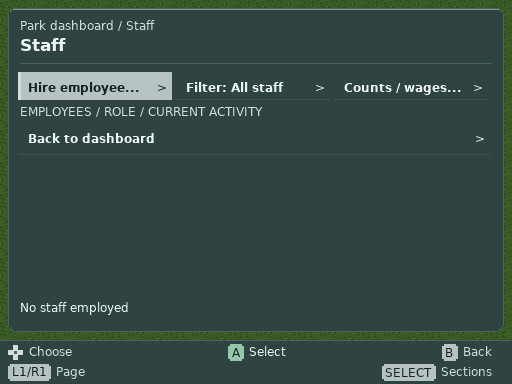 Park dashboard / Staff
Staff
Hire employee... > Filter: All staff > Counts / wages... >
EMPLOYEES / ROLE / CURRENT ACTIVITY
Back to dashboard >
No staff employed
Choose A Select B Back
L1/R1 Page SELECT Sections